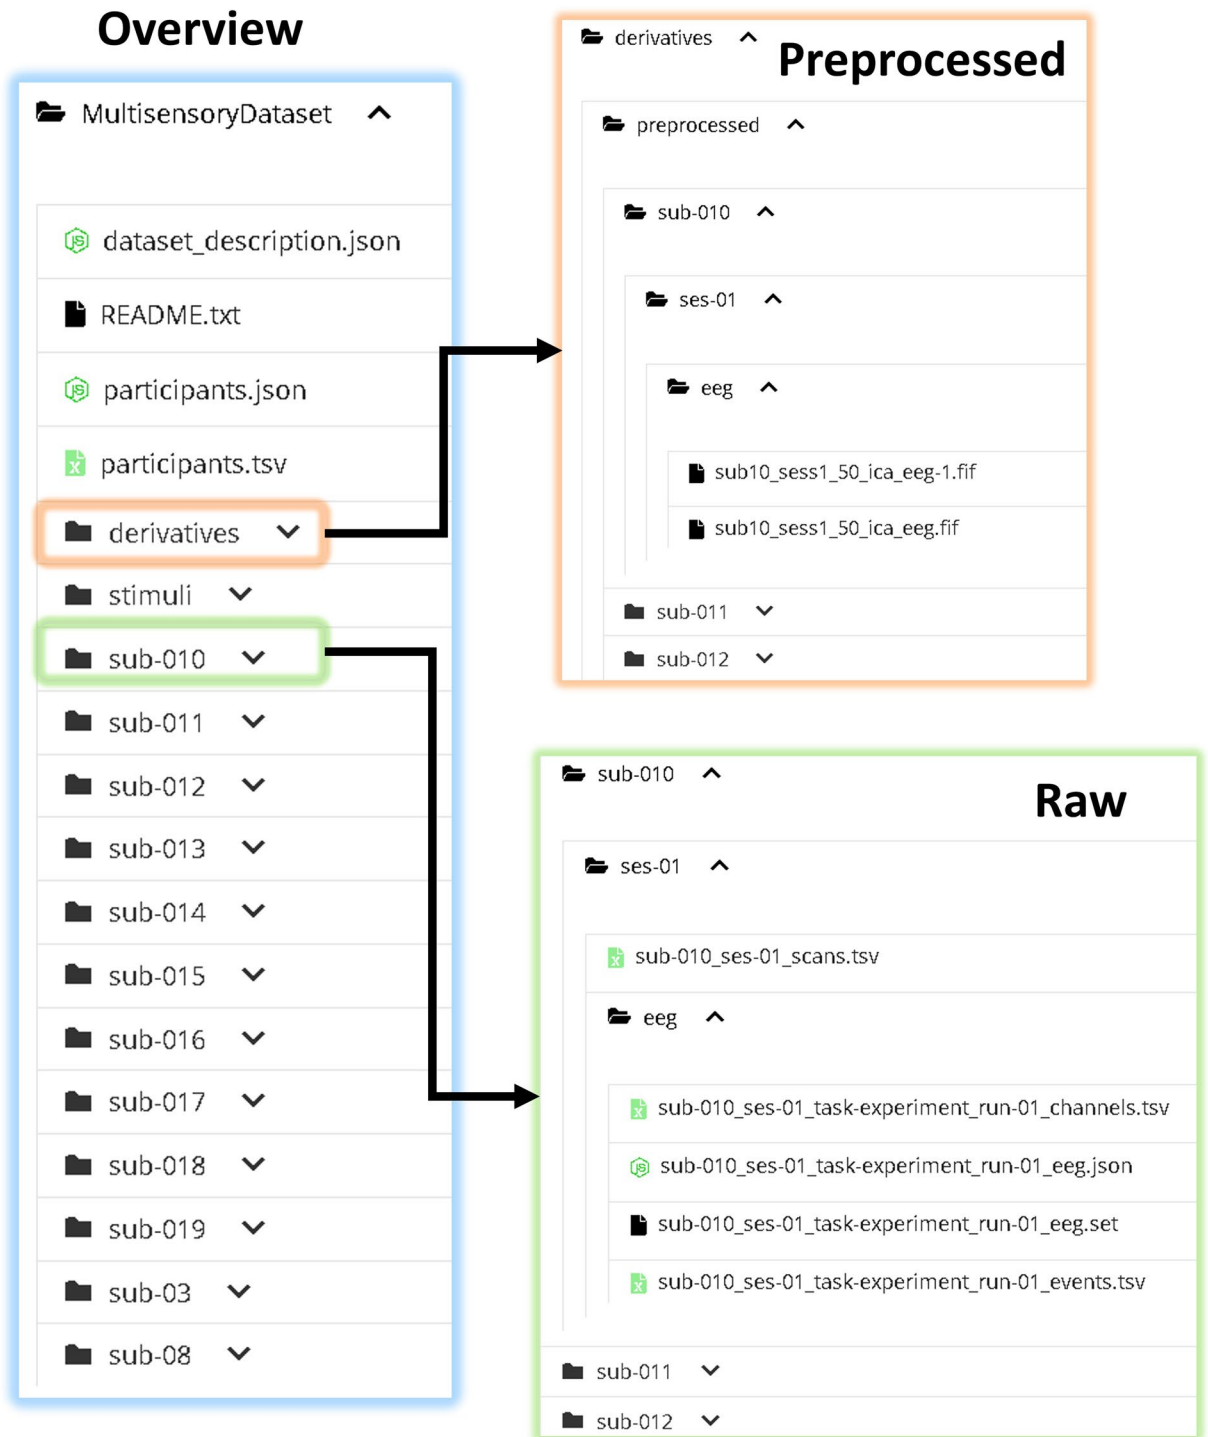 Overview
MultisensoryDataset
dataset_description.json
README.txt
participants.json
participants.tsv
derivatives
stimuli
sub-010
sub-011
sub-012
sub-013
sub-014
sub-015
sub-016
sub-017
sub-018
sub-019
sub-03
sub-08
derivatives
Preprocessed
preprocessed
sub-010
ses-01
eeg
sub10_sess1_50_ica_eeg-1.fif
sub10_sess1_50_ica_eeg.fif
sub-011
sub-012
sub-010
Raw
ses-01
sub-010_ses-01_scans.tsv
eeg
sub-010_ses-01_task-experiment_run-01_channels.tsv
sub-010_ses-01_task-experiment_run-01_eeg.json
sub-010_ses-01_task-experiment_run-01_eeg.set
sub-010_ses-01_task-experiment_run-01_events.tsv
sub-011
sub-012